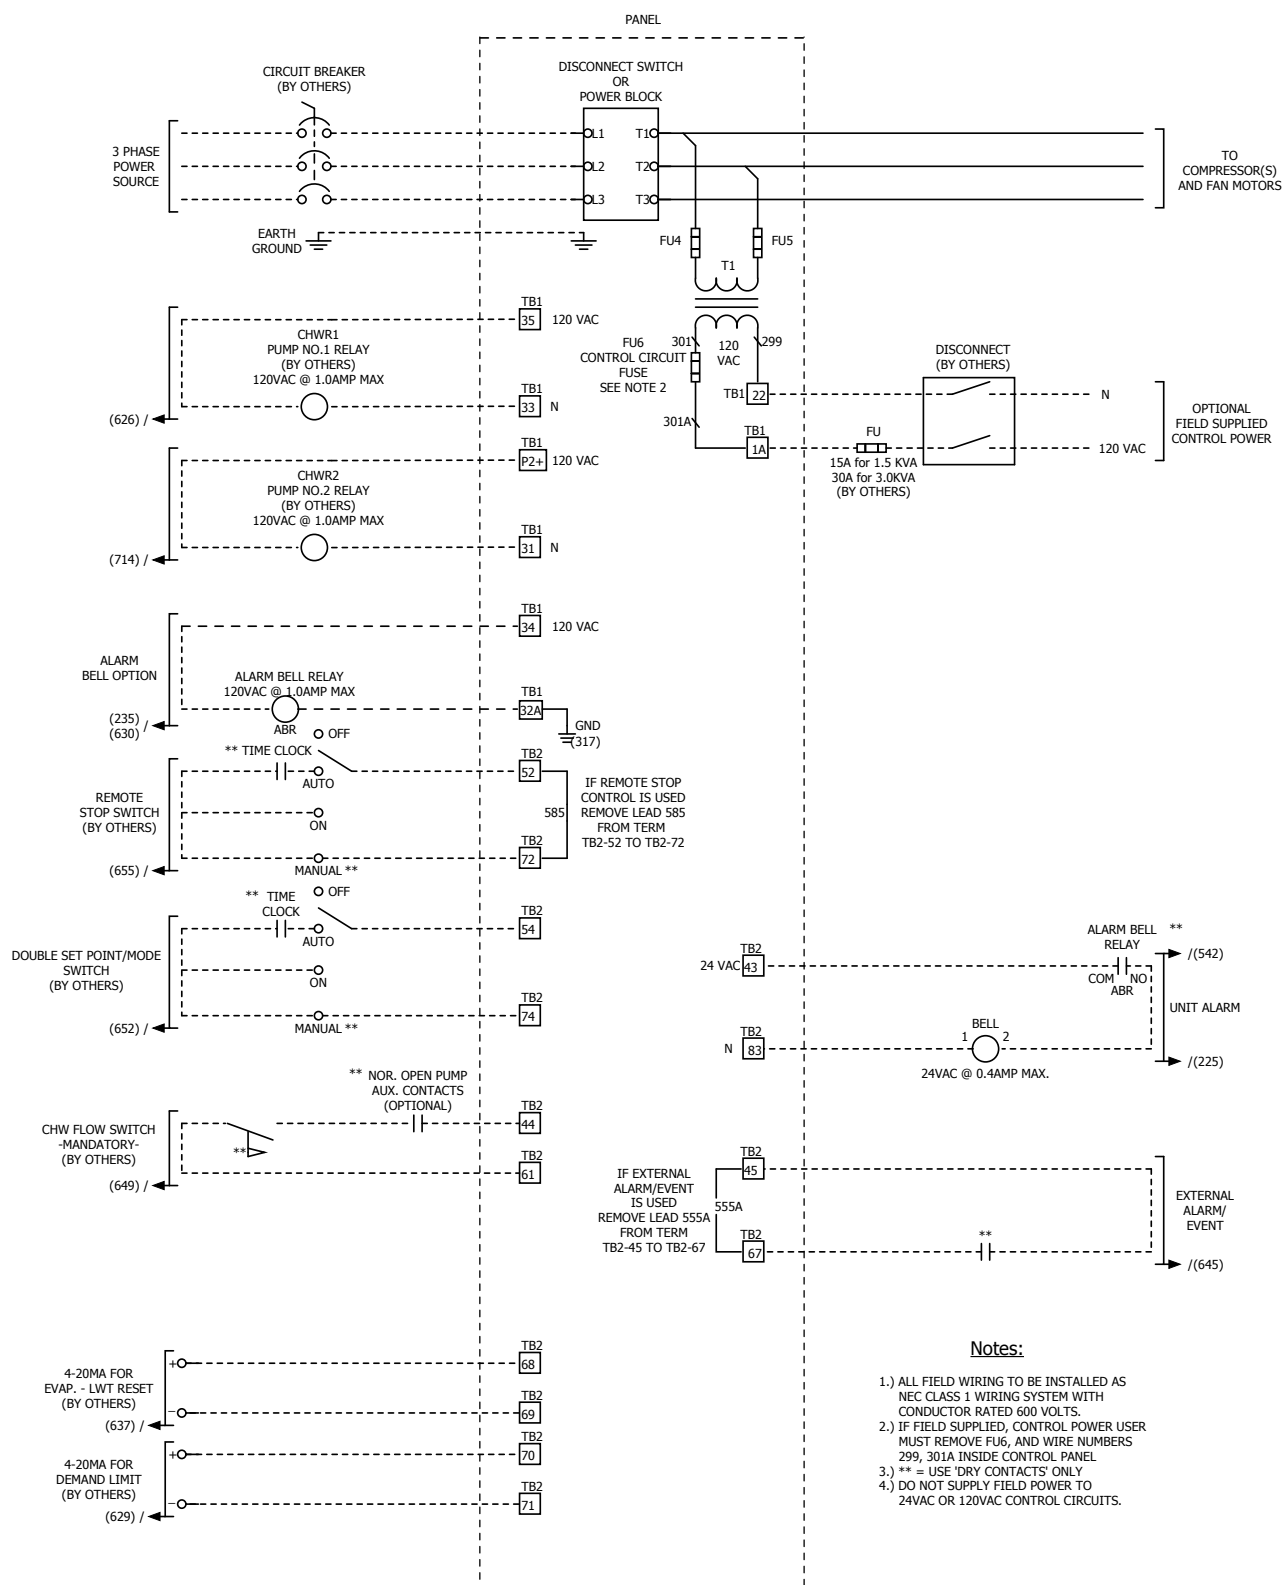 PANEL
CIRCUIT BREAKER
(BY OTHERS)
DISCONNECT SWITCH
OR
POWER BLOCK
3 PHASE
POWER
SOURCE
L1
T1
L2
T2
L3
T3
TO
COMPRESSOR(S)
AND FAN MOTORS
EARTH
GROUND
FU4
FU5
T1
TB1
35
120 VAC
CHWR1
PUMP NO.1 RELAY
(BY OTHERS)
120VAC @ 1.0AMP MAX
TB1
33
N
(626) /
301
120
VAC
299
FU6
CONTROL CIRCUIT
FUSE
SEE NOTE 2
TB1
22
301A
TB1
1A
DISCONNECT
(BY OTHERS)
N
120 VAC
OPTIONAL
FIELD SUPPLIED
CONTROL POWER
FU
15A for 1.5 KVA
30A for 3.0KVA
(BY OTHERS)
TB1
P2+
120 VAC
CHWR2
PUMP NO.2 RELAY
(BY OTHERS)
120VAC @ 1.0AMP MAX
TB1
31
N
(714) /
TB1
34
120 VAC
ALARM
BELL OPTION
ALARM BELL RELAY
120VAC @ 1.0AMP MAX
ABR
TB1
32A
GND
(317)
(235)
(630) /
OFF
** TIME CLOCK
AUTO
ON
MANUAL **
REMOTE
STOP SWITCH
(BY OTHERS)
(655) /
TB2
52
585
TB2
72
IF REMOTE STOP
CONTROL IS USED
REMOVE LEAD 585
FROM TERM
TB2-52 TO TB2-72
OFF
** TIME
CLOCK
AUTO
ON
MANUAL **
DOUBLE SET POINT/MODE
SWITCH
(BY OTHERS)
(652) /
TB2
54
TB2
74
TB2
24 VAC
43
ALARM BELL **
RELAY
COM NO
ABR
/(542)
UNIT ALARM
TB2
N
83
BELL
1 2
24VAC @ 0.4AMP MAX.
/(225)
** NOR. OPEN PUMP
AUX. CONTACTS
(OPTIONAL)
CHW FLOW SWITCH
-MANDATORY-
(BY OTHERS)
**
(649) /
TB2
44
TB2
61
IF EXTERNAL
ALARM/EVENT
IS USED
REMOVE LEAD 555A
FROM TERM
TB2-45 TO TB2-67
TB2
45
555A
TB2
67
**
EXTERNAL
ALARM/
EVENT
/(645)
4-20MA FOR
EVAP. - LWT RESET
(BY OTHERS)
(637) /
+
−
TB2
68
TB2
69
4-20MA FOR
DEMAND LIMIT
(BY OTHERS)
(629) /
+
−
TB2
70
TB2
71
Notes:
1.) ALL FIELD WIRING TO BE INSTALLED AS
NEC CLASS 1 WIRING SYSTEM WITH
CONDUCTOR RATED 600 VOLTS.
2.) IF FIELD SUPPLIED, CONTROL POWER USER
MUST REMOVE FU6, AND WIRE NUMBERS
299, 301A INSIDE CONTROL PANEL
3.) ** = USE 'DRY CONTACTS' ONLY
4.) DO NOT SUPPLY FIELD POWER TO
24VAC OR 120VAC CONTROL CIRCUITS.